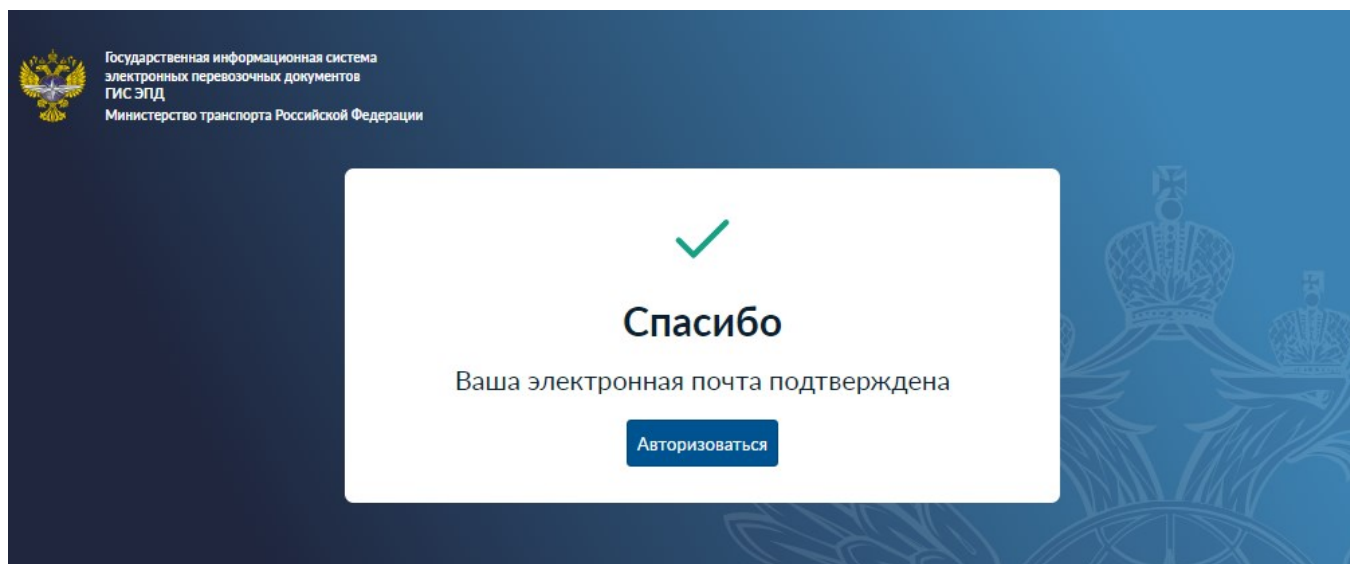 Государственная информационная система
электронных перевозочных документов
ГИС ЭПД
Министерство транспорта Российской Федерации
Спасибо
Ваша электронная почта подтверждена
Авторизоваться